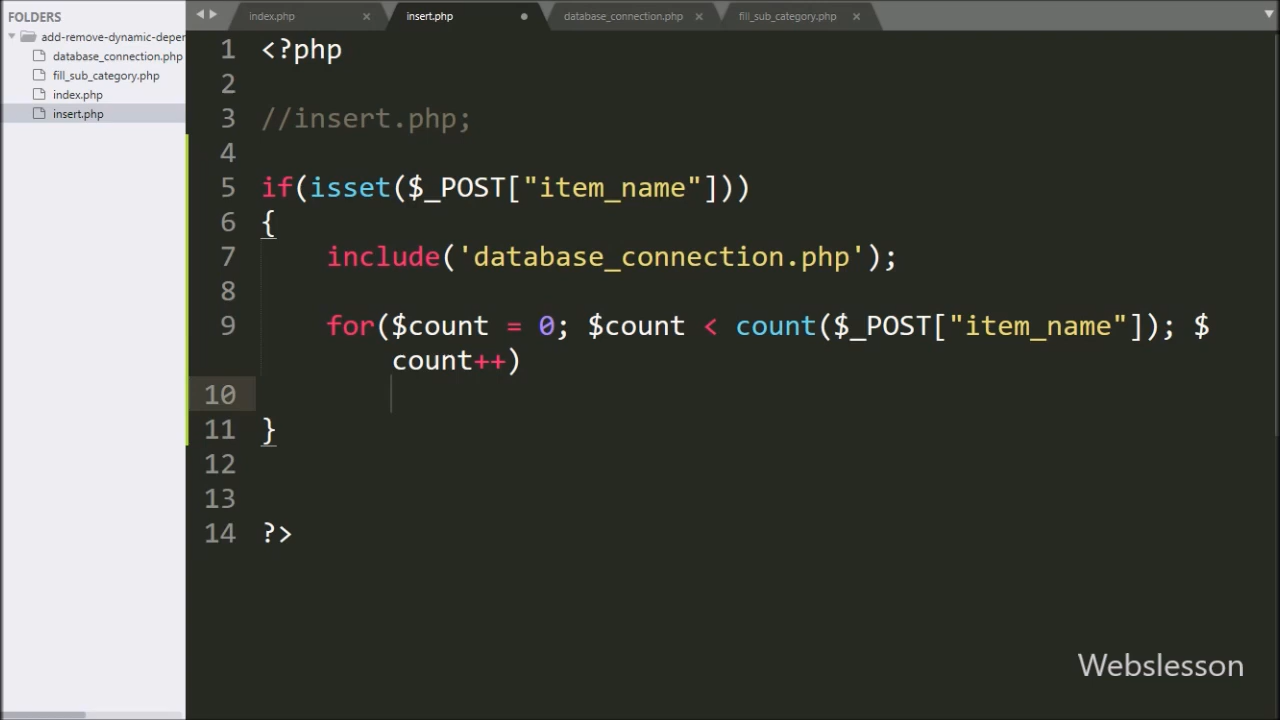 FOLDERS
add-remove-dynamic-deper
database_connection.php
fill_sub_category.php
index.php
insert.php
index.php × insert.php database_connection.php × fill_sub_category.php ×
1 <?php
2
3 //insert.php;
4
5 if(isset($_POST["item_name"]))
6 {
7 include('database_connection.php');
8
9 for($count = 0; $count < count($_POST["item_name"]); $
count++)
10
11 }
12
13
14 ?>
Webslesson